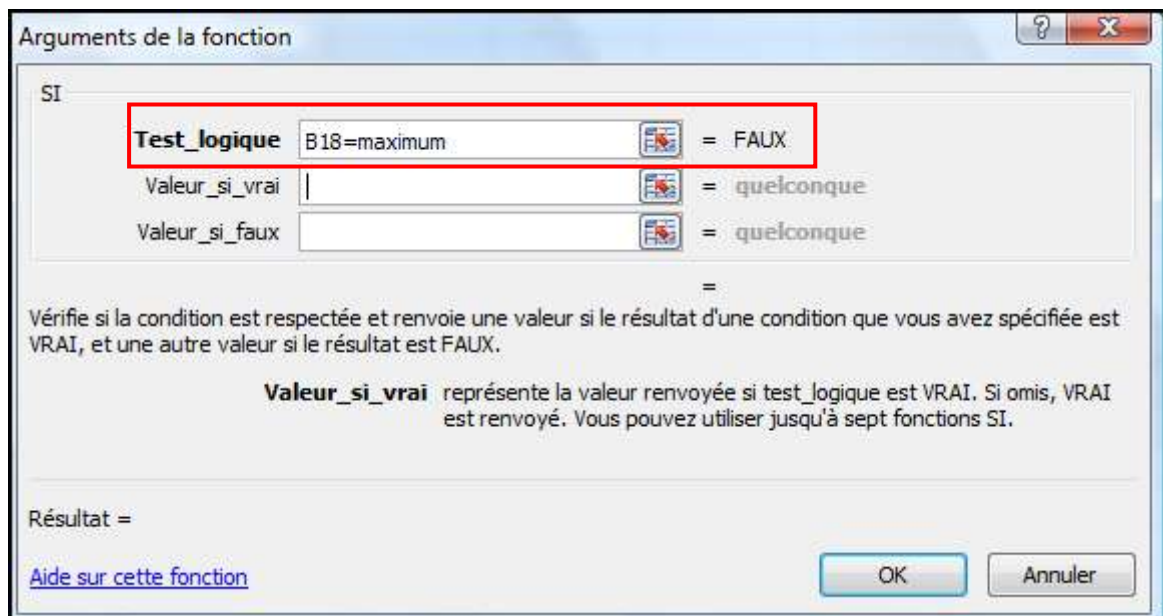 Arguments de la fonction
SI
Test_logique B18=maximum = FAUX
Valeur_si_vrai = quelconque
Valeur_si_faux = quelconque
=
Vérifie si la condition est respectée et renvoie une valeur si le résultat d'une condition que vous avez spécifiée est
VRAI, et une autre valeur si le résultat est FAUX.
Valeur_si_vrai représente la valeur renvoyée si test_logique est VRAI. Si omis, VRAI
est renvoyé. Vous pouvez utiliser jusqu'à sept fonctions SI.
Résultat =
Aide sur cette fonction OK Annuler